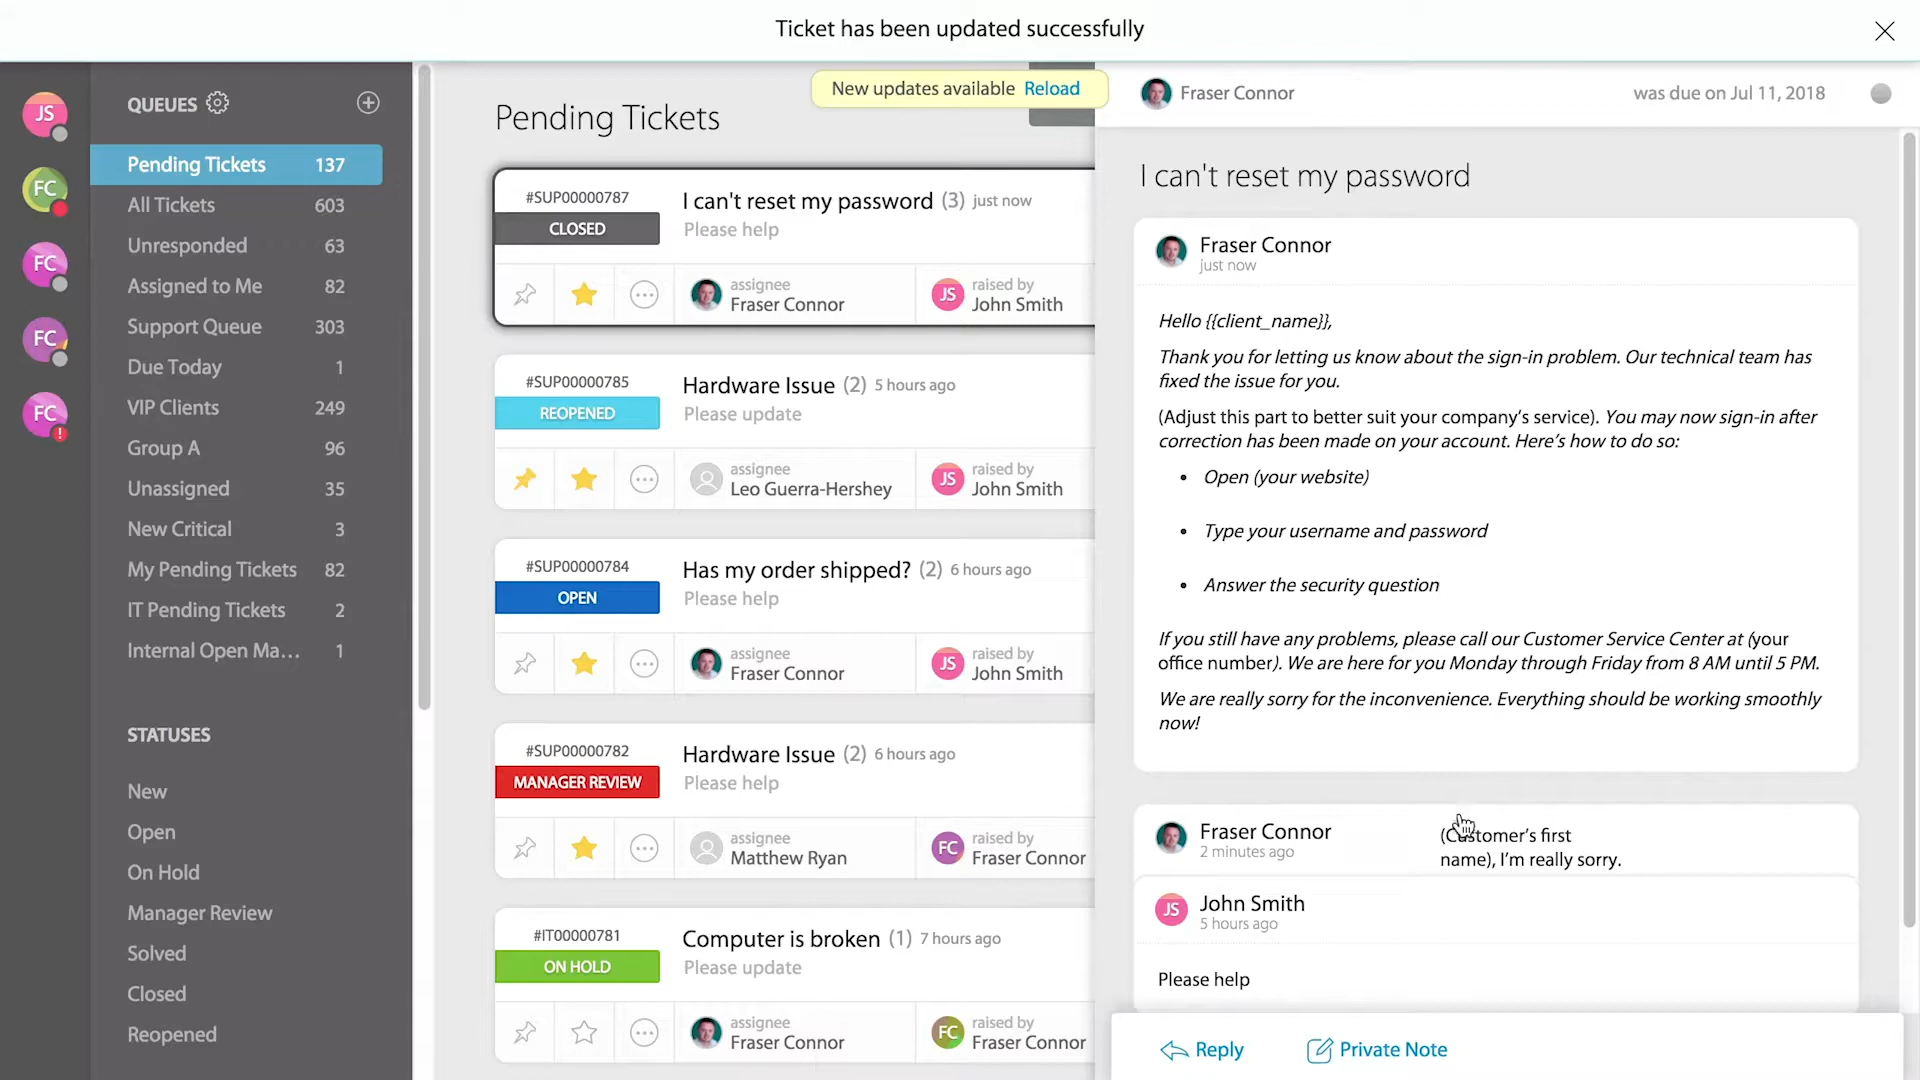 Ticket has been updated successfully
New updates available Reload
JS
FC
FC
FC
FC
!
QUEUES
Pending Tickets 137
All Tickets 603
Unresponded 63
Assigned to Me 82
Support Queue 303
Due Today 1
VIP Clients 249
Group A 96
Unassigned 35
New Critical 3
My Pending Tickets 82
IT Pending Tickets 2
Internal Open Ma... 1
STATUSES
New
Open
On Hold
Manager Review
Solved
Closed
Reopened
Pending Tickets
#SUP00000787
CLOSED
I can't reset my password (3) just now
Please help
assignee
Fraser Connor
JS
raised by
John Smith
#SUP00000785
REOPENED
Hardware Issue (2) 5 hours ago
Please update
assignee
Leo Guerra-Hershey
JS
raised by
John Smith
#SUP00000784
OPEN
Has my order shipped? (2) 6 hours ago
Please help
assignee
Fraser Connor
JS
raised by
John Smith
#SUP00000782
MANAGER REVIEW
Hardware Issue (2) 6 hours ago
Please help
assignee
Matthew Ryan
FC
raised by
Fraser Connor
#IT00000781
ON HOLD
Computer is broken (1) 7 hours ago
Please update
assignee
Fraser Connor
FC
raised by
Fraser Connor
Fraser Connor was due on Jul 11, 2018
I can't reset my password
Fraser Connor
just now
Hello {{client_name}},
Thank you for letting us know about the sign-in problem. Our technical team has
fixed the issue for you.
(Adjust this part to better suit your company’s service). You may now sign-in after
correction has been made on your account. Here’s how to do so:
• Open (your website)
• Type your username and password
• Answer the security question
If you still have any problems, please call our Customer Service Center at (your
office number). We are here for you Monday through Friday from 8 AM until 5 PM.
We are really sorry for the inconvenience. Everything should be working smoothly
now!
Fraser Connor
2 minutes ago
(Customer’s first
name), I’m really sorry.
JS
John Smith
5 hours ago
Please help
Reply Private Note